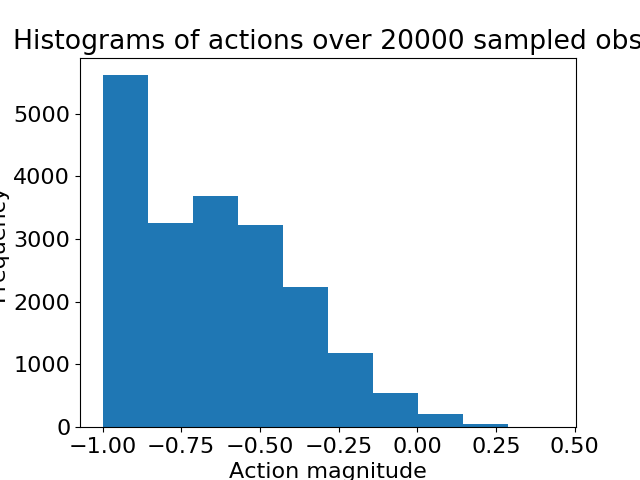 Histograms of actions over 20000 sampled obs
5000
4000
3000
2000
1000
0
Frequency
−1.00 −0.75 −0.50 −0.25 0.00 0.25 0.50
Action magnitude